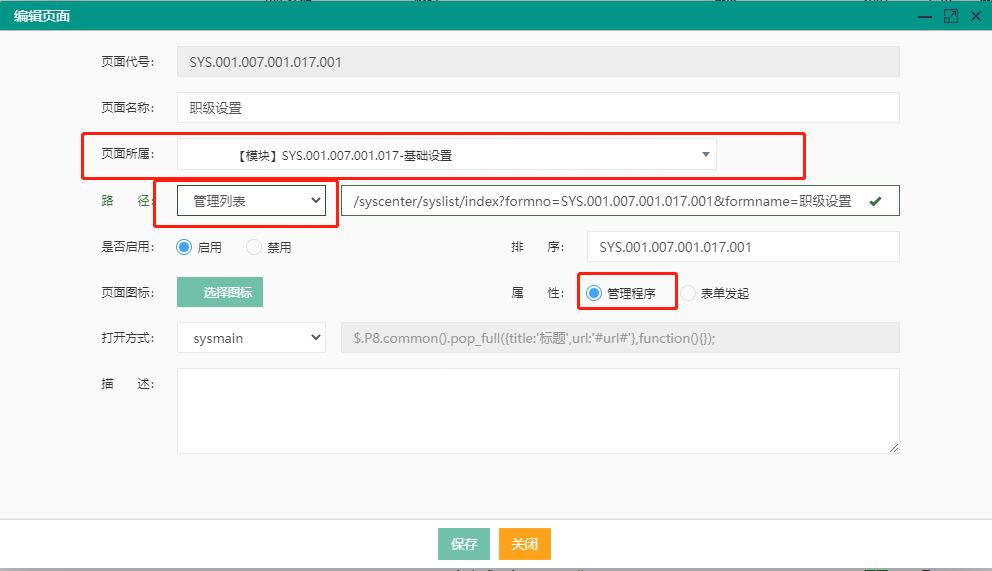 编辑页面
页面代号: SYS.001.007.001.017.001
页面名称: 职级设置
页面所属: 【模块】SYS.001.007.001.017-基础设置
路 径: 管理列表 /syscenter/syslist/index?formno=SYS.001.007.001.017.001&formname=职级设置
是否启用: 启用 禁用 排 序: SYS.001.007.001.017.001
页面图标: 选择图标 属 性: 管理程序 表单发起
打开方式: sysmain $.P8.common().pop_full({title:'标题',url:'#url#'},function(){});
描 述:
保存 关闭